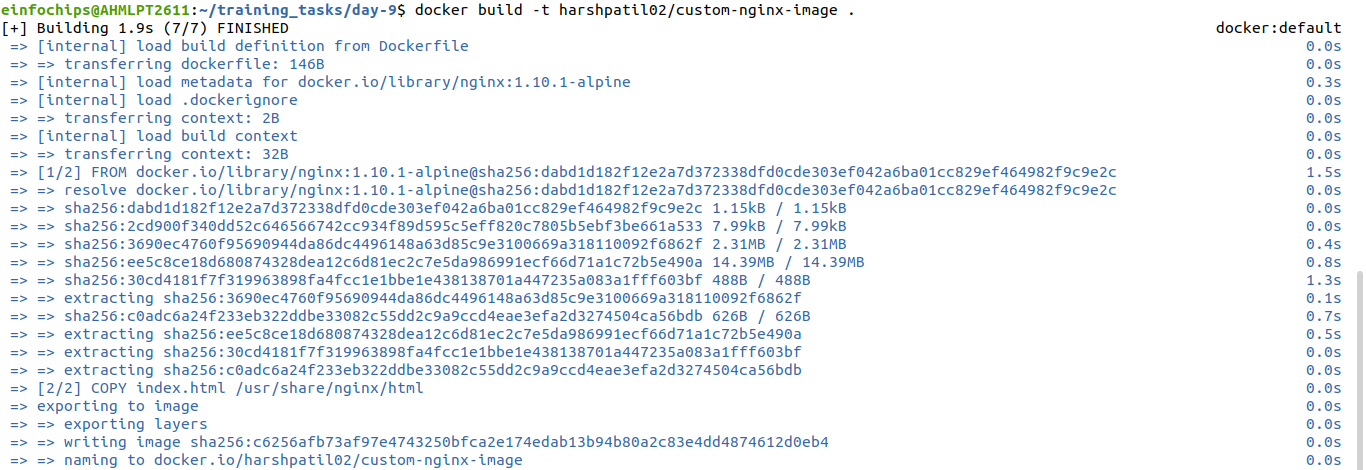 einfochips@AHMLPT2611:~/training_tasks/day-9$ docker build -t harshpatil02/custom-nginx-image .
[+] Building 1.9s (7/7) FINISHED docker:default
=> [internal] load build definition from Dockerfile 0.0s
=> => transferring dockerfile: 146B 0.0s
=> [internal] load metadata for docker.io/library/nginx:1.10.1-alpine 0.3s
=> [internal] load .dockerignore 0.0s
=> => transferring context: 2B 0.0s
=> [internal] load build context 0.0s
=> => transferring context: 32B 0.0s
=> [1/2] FROM docker.io/library/nginx:1.10.1-alpine@sha256:dabd1d182f12e2a7d372338dfd0cde303ef042a6ba01cc829ef464982f9c9e2c 1.5s
=> => resolve docker.io/library/nginx:1.10.1-alpine@sha256:dabd1d182f12e2a7d372338dfd0cde303ef042a6ba01cc829ef464982f9c9e2c 0.0s
=> => sha256:dabd1d182f12e2a7d372338dfd0cde303ef042a6ba01cc829ef464982f9c9e2c 1.15kB / 1.15kB 0.0s
=> => sha256:2cd900f340dd52c646566742cc934f89d595c5eff820c7805b5ebf3be661a533 7.99kB / 7.99kB 0.0s
=> => sha256:3690ec4760f95690944da86dc4496148a63d85c9e3100669a318110092f6862f 2.31MB / 2.31MB 0.4s
=> => sha256:ee5c8ce18d680874328dea12c6d81ec2c7e5da986991ecf66d71a1c72b5e490a 14.39MB / 14.39MB 0.8s
=> => sha256:30cd4181f7f319963898fa4fcc1e1bbe1e438138701a447235a083a1fff603bf 488B / 488B 1.3s
=> => extracting sha256:3690ec4760f95690944da86dc4496148a63d85c9e3100669a318110092f6862f 0.1s
=> => sha256:c0adc6a24f233eb322ddbe33082c55dd2c9a9ccd4eae3efa2d3274504ca56bdb 626B / 626B 0.7s
=> => extracting sha256:ee5c8ce18d680874328dea12c6d81ec2c7e5da986991ecf66d71a1c72b5e490a 0.5s
=> => extracting sha256:30cd4181f7f319963898fa4fcc1e1bbe1e438138701a447235a083a1fff603bf 0.0s
=> => extracting sha256:c0adc6a24f233eb322ddbe33082c55dd2c9a9ccd4eae3efa2d3274504ca56bdb 0.0s
=> [2/2] COPY index.html /usr/share/nginx/html 0.0s
=> exporting to image 0.0s
=> => exporting layers 0.0s
=> => writing image sha256:c6256afb73af97e4743250bfca2e174edab13b94b80a2c83e4dd4874612d0eb4 0.0s
=> => naming to docker.io/harshpatil02/custom-nginx-image 0.0s